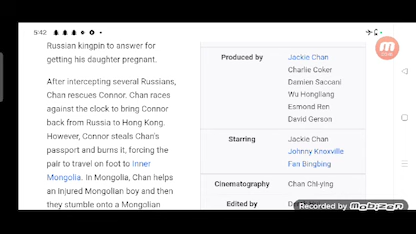 5:42
Russian kingpin to answer for
getting his daughter pregnant.
After intercepting several Russians,
Chan rescues Connor. Chan races
against the clock to bring Connor
back from Russia to Hong Kong.
However, Connor steals Chan's
passport and burns it, forcing the
pair to travel on foot to Inner
Mongolia. In Mongolia, Chan helps
an injured Mongolian boy and then
they stumble onto a Mongolian
Produced by
Jackie Chan
Charlie Coker
Damien Saccani
Wu Hongliang
Esmond Ren
David Gerson
Starring
Jackie Chan
Johnny Knoxville
Fan Bingbing
Cinematography
Chan Chi-ying
Edited by
M
Recorded by Mobizen